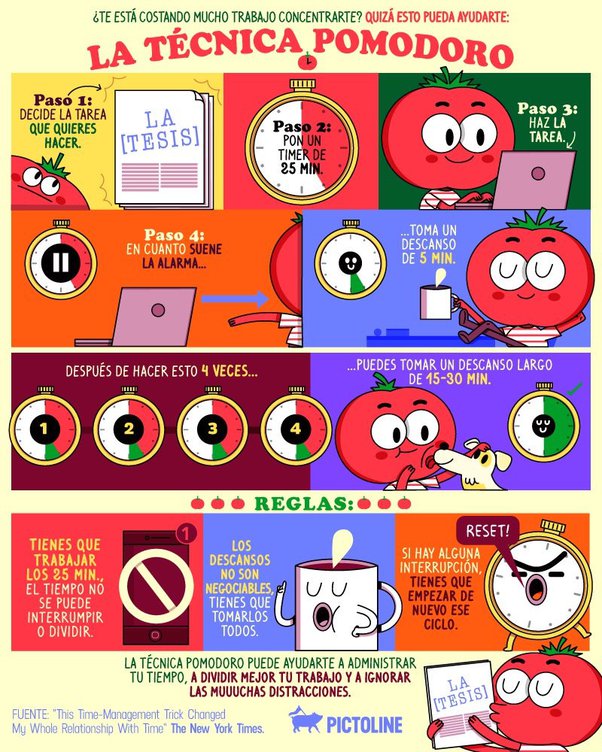 ¿TE ESTÁ COSTANDO MUCHO TRABAJO CONCENTRARTE? QUIZÁ ESTO PUEDA AYUDARTE:
LA TÉCNICA POMODORO
Paso 1:
DECIDE LA TAREA
QUE QUIERES
HACER.
LA
[TESIS]
Paso 2:
PON UN
TIMER DE
25 MIN.
Paso 3:
HAZ LA
TAREA.
Paso 4:
EN CUANTO SUENE
LA ALARMA...
...TOMA UN
DESCANSO
DE 5 MIN.
DESPUÉS DE HACER ESTO 4 VECES...
1
2
3
4
...PUEDES TOMAR UN DESCANSO LARGO
DE 15-30 MIN.
REGLAS:
TIENES QUE
TRABAJAR
LOS 25 MIN.,
EL TIEMPO NO
SE PUEDE
INTERRUMPIR
O DIVIDIR.
1
LOS
DESCANSOS
NO SON
NEGOCIABLES,
TIENES QUE
TOMARLOS
TODOS.
SI HAY ALGUNA
INTERRUPCIÓN,
TIENES QUE
EMPEZAR DE
NUEVO ESE
CICLO.
RESET!
LA TÉCNICA POMODORO PUEDE AYUDARTE A ADMINISTRAR
TU TIEMPO, A DIVIDIR MEJOR TU TRABAJO Y A IGNORAR
LAS MUUUCHAS DISTRACCIONES.
LA
[TESIS]
FUENTE: "This Time-Management Trick Changed
My Whole Relationship With Time" The New York Times.
PICTOLINE